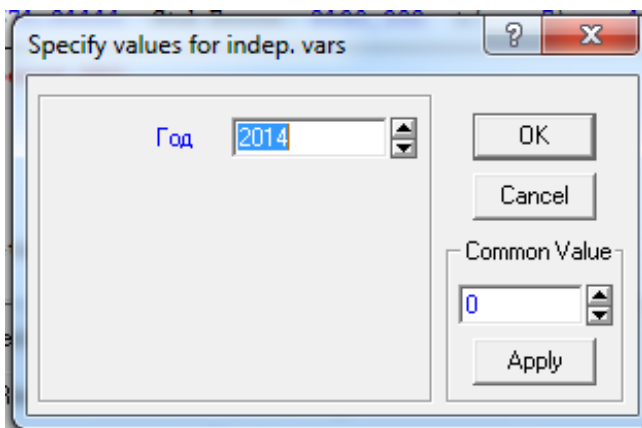 Specify values for indep. vars
Год 2014
OK
Cancel
Common Value
0
Apply